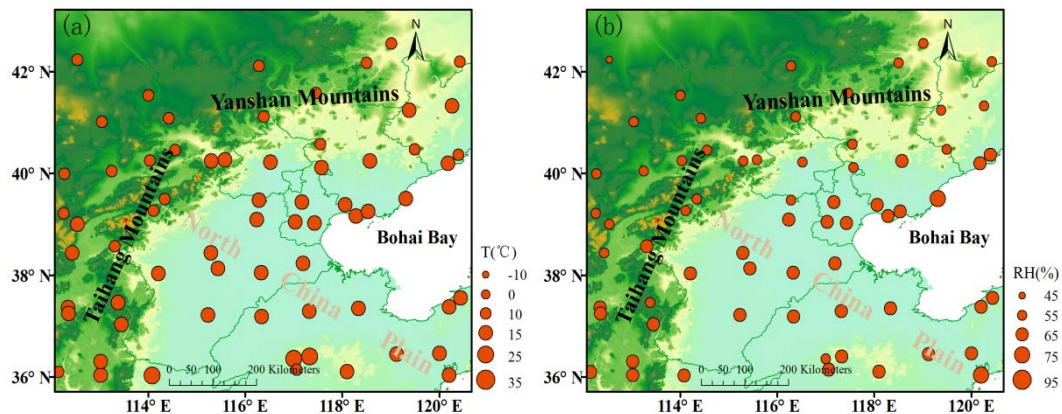 (a)
N
42° N
40° N
38° N
36° N
114° E
116° E
118° E
120° E
Yanshan Mountains
Taihang Mountains
North
China
Plain
Bohai Bay
0 50 100 200 Kilometers
T(℃)
-10
0
10
15
25
35
(b)
N
42° N
40° N
38° N
36° N
114° E
116° E
118° E
120° E
Yanshan Mountains
Taihang Mountains
North
China
Plain
Bohai Bay
0 50 100 200 Kilometers
RH(%)
45
55
65
75
95